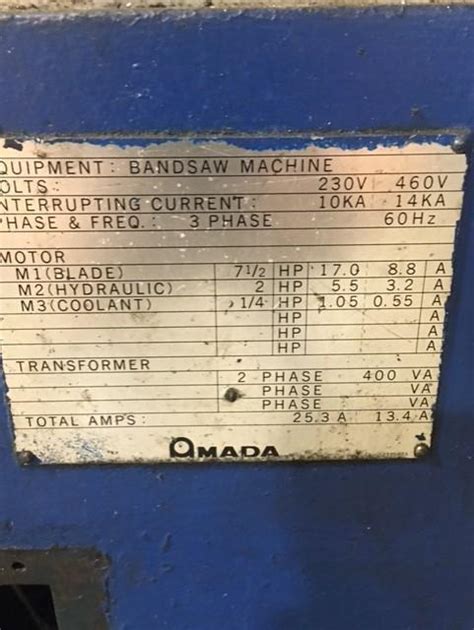 QUIPMENT: BANDSAW MACHINE
OLTS: 230V 460V
NTERRUPTING CURRENT: 10KA 14KA
PHASE & FREQ.: 3 PHASE 60Hz
MOTOR
M1(BLADE) 7 1/2 HP 17.0 8.8 A
M2(HYDRAULIC) 2 HP 5.5 3.2 A
M3(COOLANT) 1/4 HP 1.05 0.55 A
HP A
HP A
HP A
TRANSFORMER
2 PHASE 400 VA
PHASE VA
PHASE VA
TOTAL AMPS: 25.3 A 13.4 A
AMADA